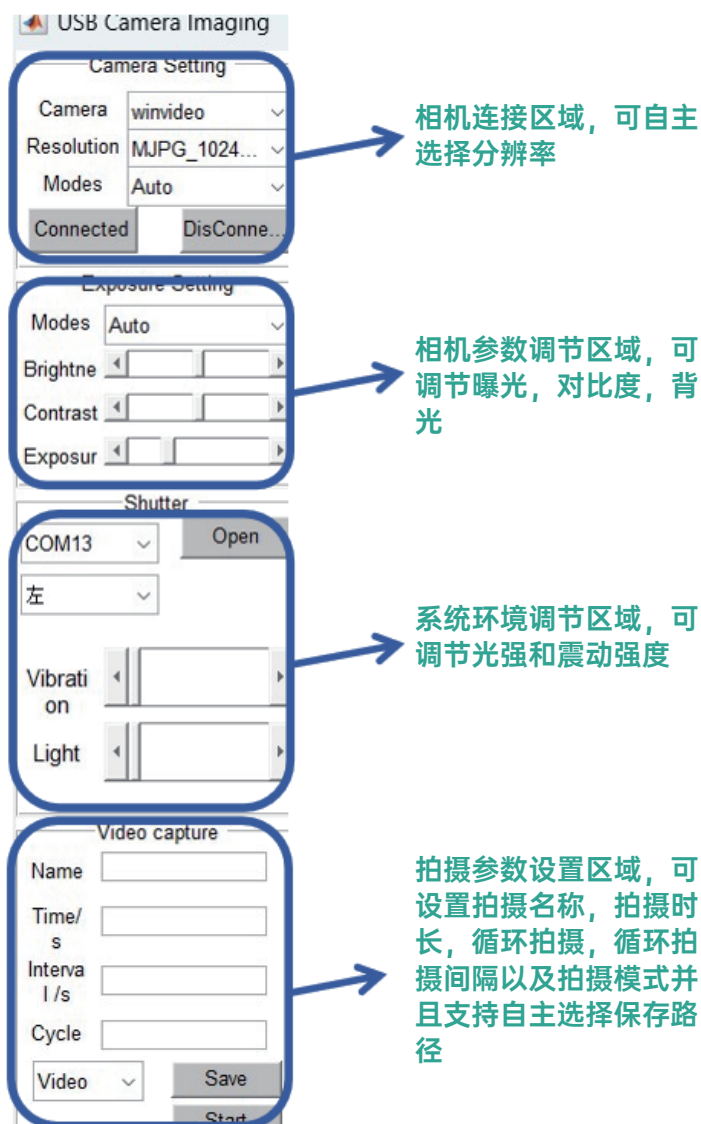 USB Camera Imaging
Camera Setting
Camera winvideo
Resolution MJPG_1024...
Modes Auto
Connected DisConne...
相机连接区域，可自主
选择分辨率
Exposure Setting
Modes Auto
Brightne
Contrast
Exposur
相机参数调节区域，可
调节曝光，对比度，背
光
Shutter
COM13 Open
左
Vibrati
on
Light
系统环境调节区域，可
调节光强和震动强度
Video capture
Name
Time/
s
Interva
l /s
Cycle
Video Save
Start
拍摄参数设置区域，可
设置拍摄名称，拍摄时
长，循环拍摄，循环拍
摄间隔以及拍摄模式并
且支持自主选择保存路
径